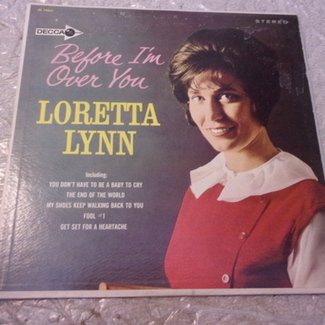 DECCA
STEREO
Before I'm
Over You
LORETTA
LYNN
Including:
YOU DON'T HAVE TO BE A BABY TO CRY
THE END OF THE WORLD
MY SHOES KEEP WALKING BACK TO YOU
FOOL #1
GET SET FOR A HEARTACHE